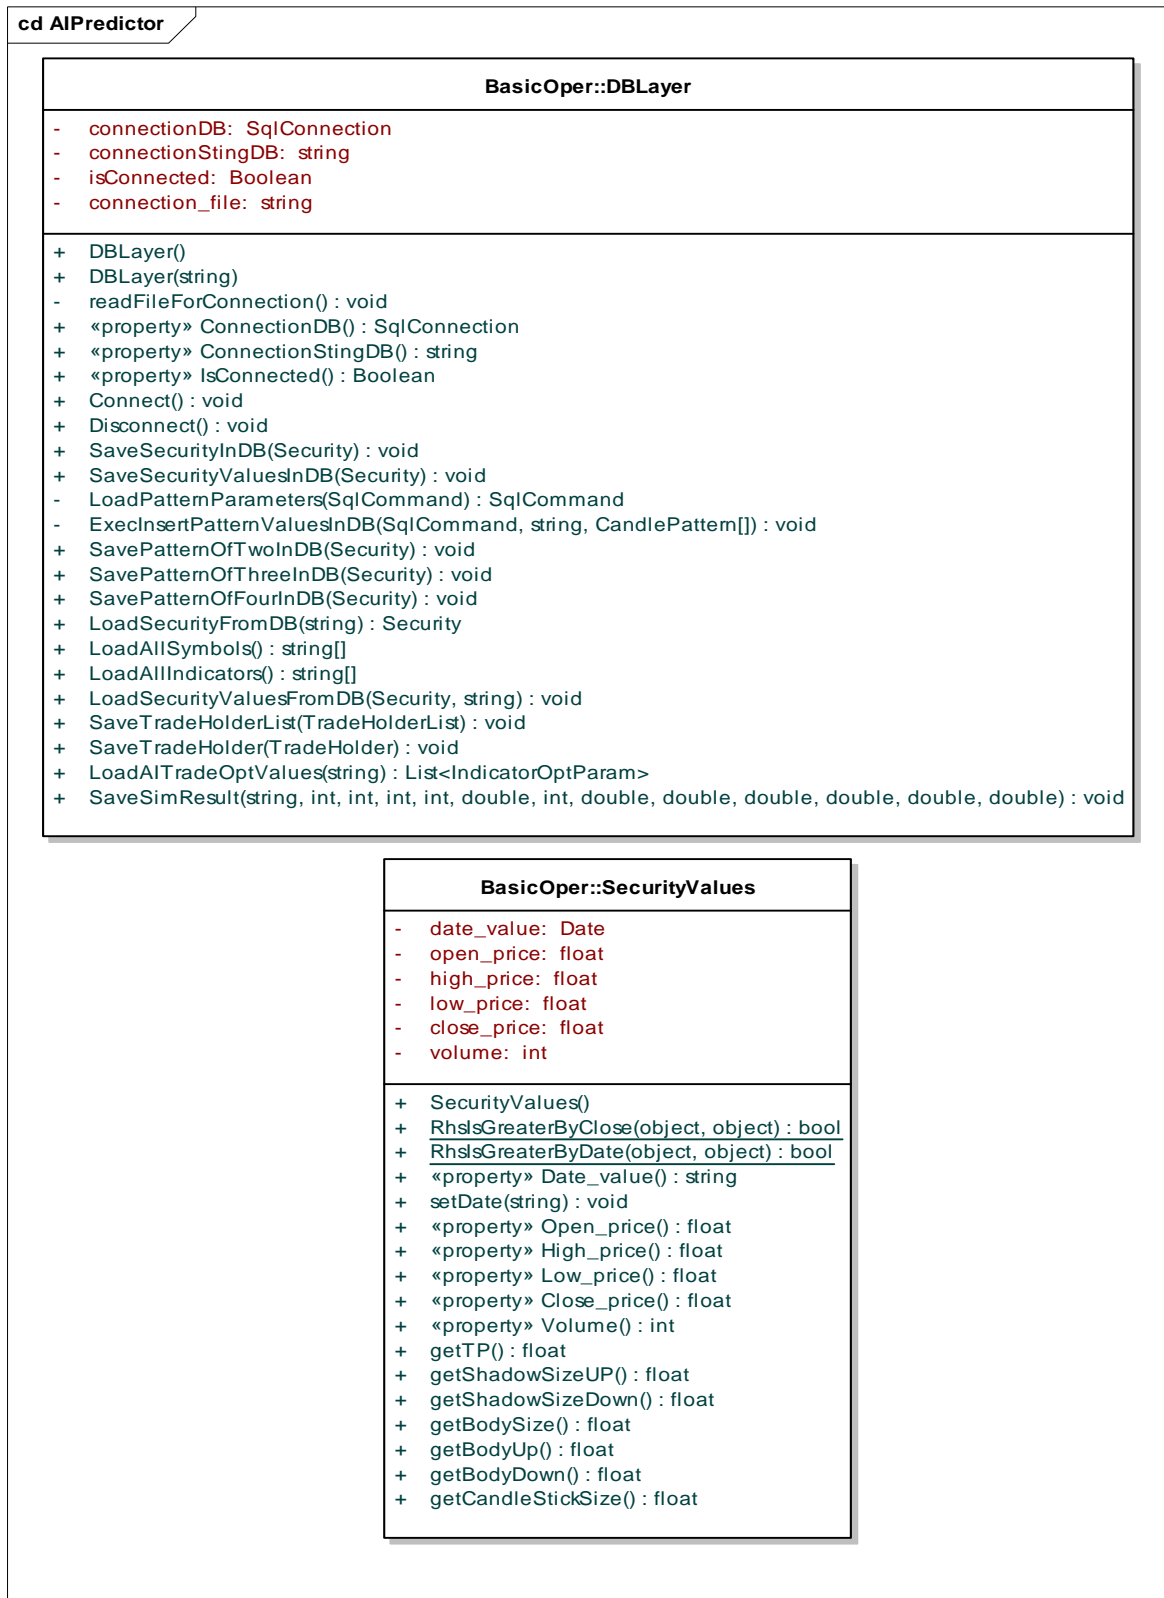 cd AIPredictor
BasicOper::DBLayer
- connectionDB: SqlConnection
- connectionStingDB: string
- isConnected: Boolean
- connection_file: string
+ DBLayer()
+ DBLayer(string)
- readFileForConnection() : void
+ «property» ConnectionDB() : SqlConnection
+ «property» ConnectionStingDB() : string
+ «property» IsConnected() : Boolean
+ Connect() : void
+ Disconnect() : void
+ SaveSecurityInDB(Security) : void
+ SaveSecurityValuesInDB(Security) : void
- LoadPatternParameters(SqlCommand) : SqlCommand
- ExecInsertPatternValuesInDB(SqlCommand, string, CandlePattern[]) : void
+ SavePatternOfTwoInDB(Security) : void
+ SavePatternOfThreeInDB(Security) : void
+ SavePatternOfFourInDB(Security) : void
+ LoadSecurityFromDB(string) : Security
+ LoadAllSymbols() : string[]
+ LoadAllIndicators() : string[]
+ LoadSecurityValuesFromDB(Security, string) : void
+ SaveTradeHolderList(TradeHolderList) : void
+ SaveTradeHolder(TradeHolder) : void
+ LoadAITradeOptValues(string) : List<IndicatorOptParam>
+ SaveSimResult(string, int, int, int, int, double, int, double, double, double, double, double, double) : void
BasicOper::SecurityValues
- date_value: Date
- open_price: float
- high_price: float
- low_price: float
- close_price: float
- volume: int
+ SecurityValues()
+ RhsIsGreaterByClose(object, object) : bool
+ RhsIsGreaterByDate(object, object) : bool
+ «property» Date_value() : string
+ setDate(string) : void
+ «property» Open_price() : float
+ «property» High_price() : float
+ «property» Low_price() : float
+ «property» Close_price() : float
+ «property» Volume() : int
+ getTP() : float
+ getShadowSizeUP() : float
+ getShadowSizeDown() : float
+ getBodySize() : float
+ getBodyUp() : float
+ getBodyDown() : float
+ getCandleStickSize() : float